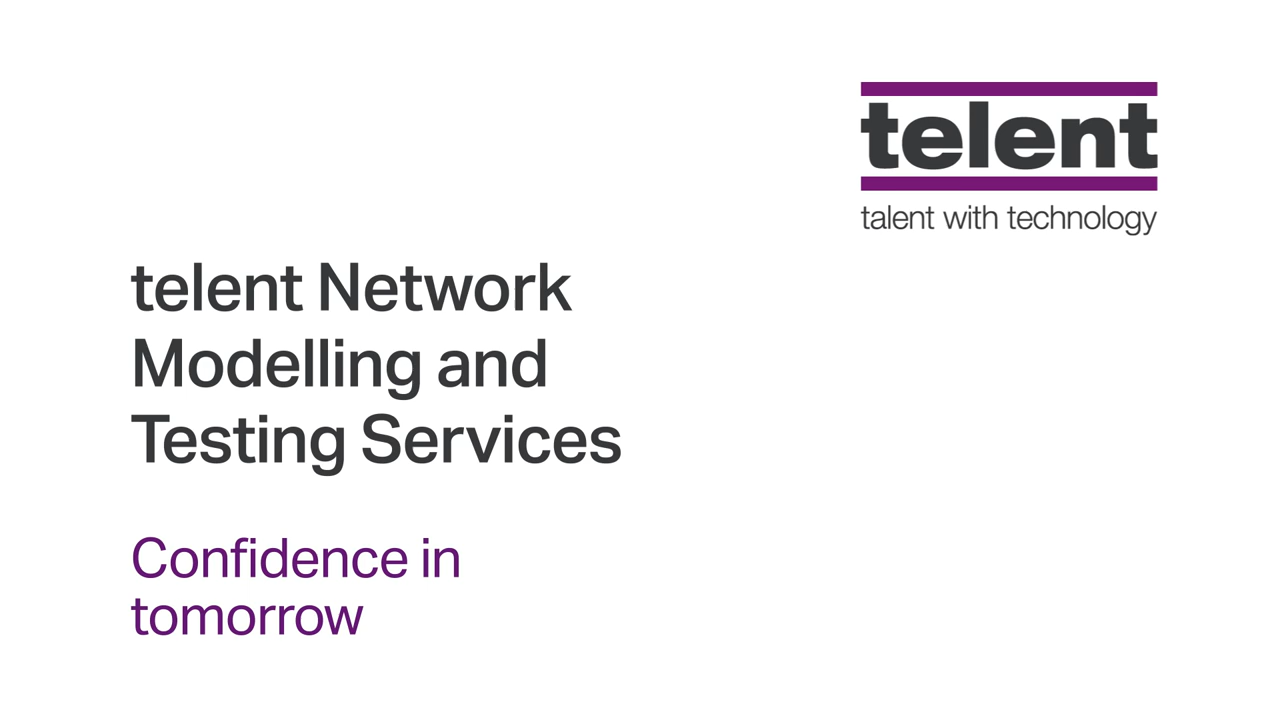 telent
talent with technology
telent Network
Modelling and
Testing Services
Confidence in
tomorrow